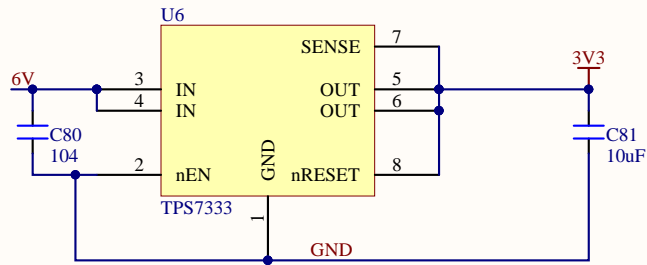 U6
SENSE
7
3V3
6V
3
IN
OUT
5
4
IN
OUT
6
C80
104
C81
10uF
2
nEN
GND
nRESET
8
TPS7333
1
GND